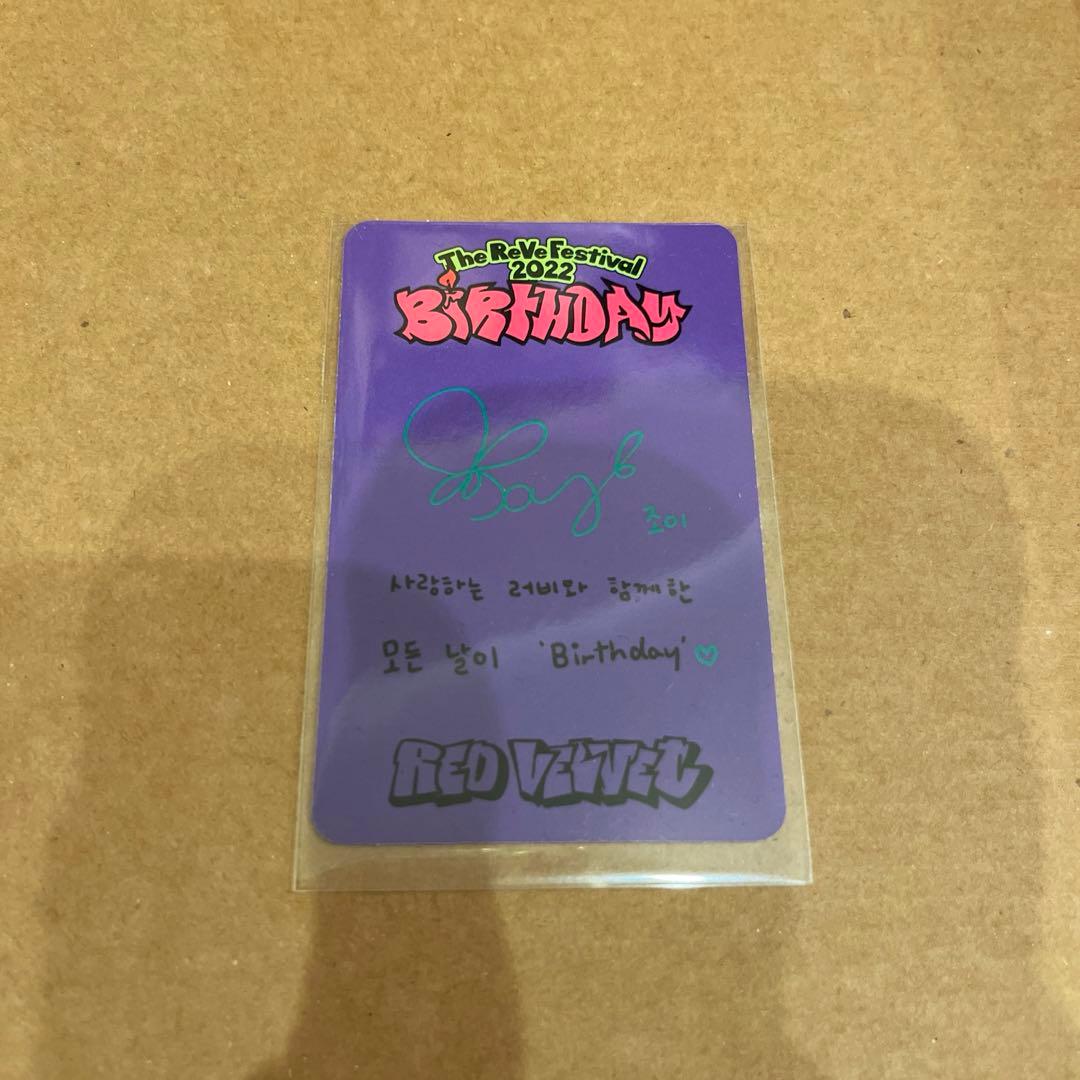 The ReVe Festival
2022
BiRTHDAy
조이
사랑하는 러비와 함께한
모든 날이 'Birthday'♡
RED VELVET